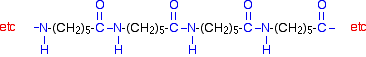 O O O O
etc –N–(CH₂)₅–C–N–(CH₂)₅–C–N–(CH₂)₅–C–N–(CH₂)₅–C– etc
H H H H